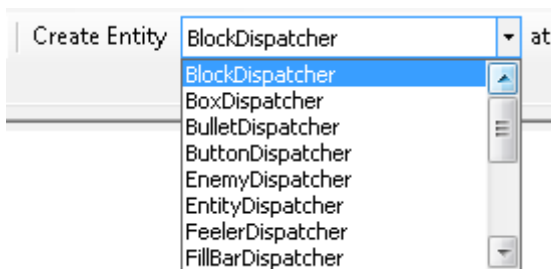 Create Entity BlockDispatcher at
BlockDispatcher
BoxDispatcher
BulletDispatcher
ButtonDispatcher
EnemyDispatcher
EntityDispatcher
FeelerDispatcher
FillBarDispatcher